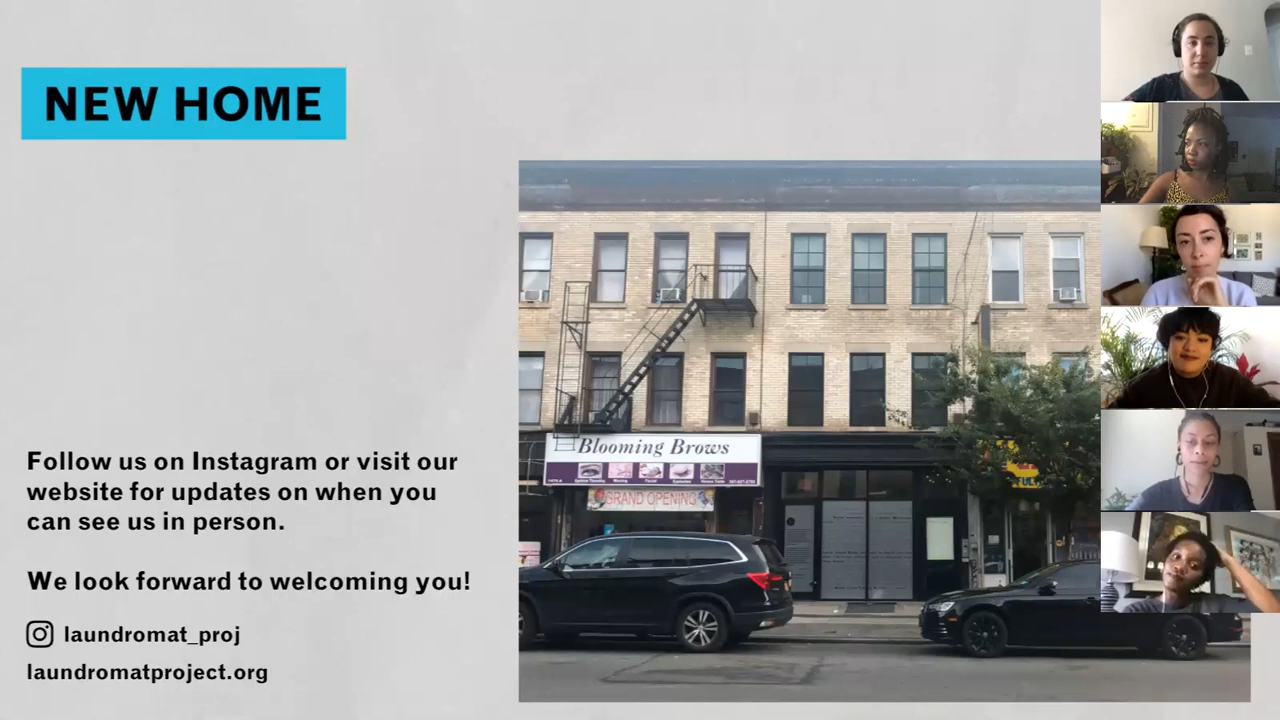 NEW HOME
Blooming Brows
GRAND OPENING
Follow us on Instagram or visit our
website for updates on when you
can see us in person.
We look forward to welcoming you!
laundromat_proj
laundromatproject.org